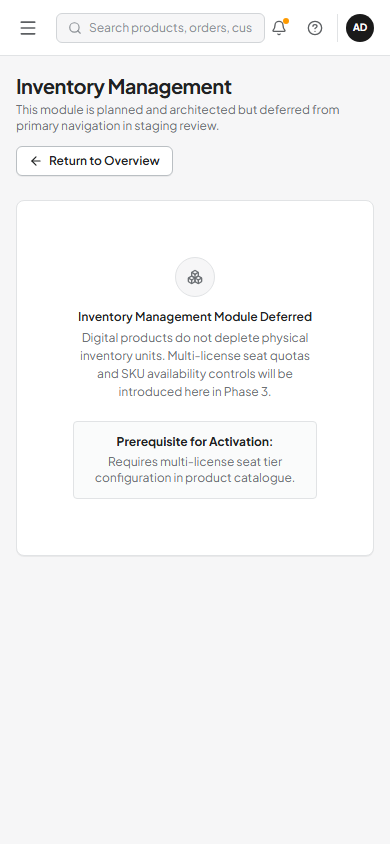 Search products, orders, cus
AD
Inventory Management
This module is planned and architected but deferred from
primary navigation in staging review.
Return to Overview
Inventory Management Module Deferred
Digital products do not deplete physical
inventory units. Multi-license seat quotas
and SKU availability controls will be
introduced here in Phase 3.
Prerequisite for Activation:
Requires multi-license seat tier
configuration in product catalogue.